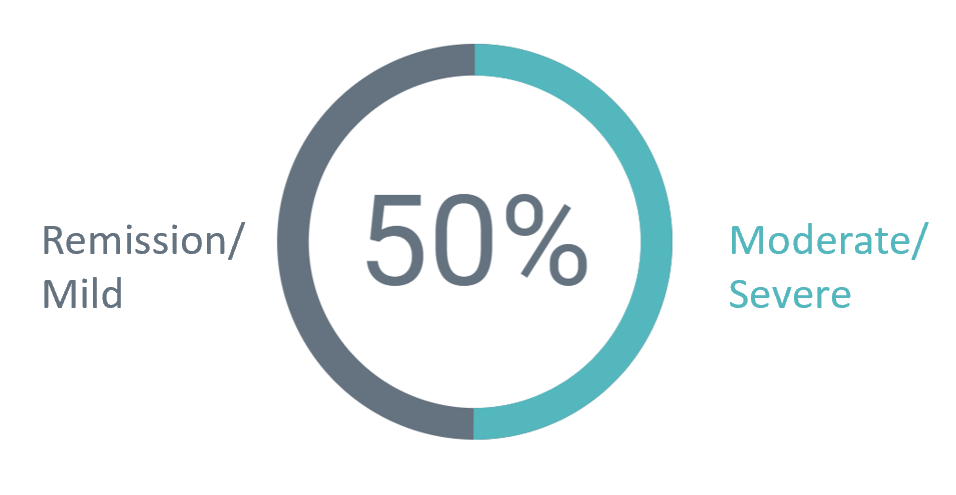 Remission/
Mild
50%
Moderate/
Severe